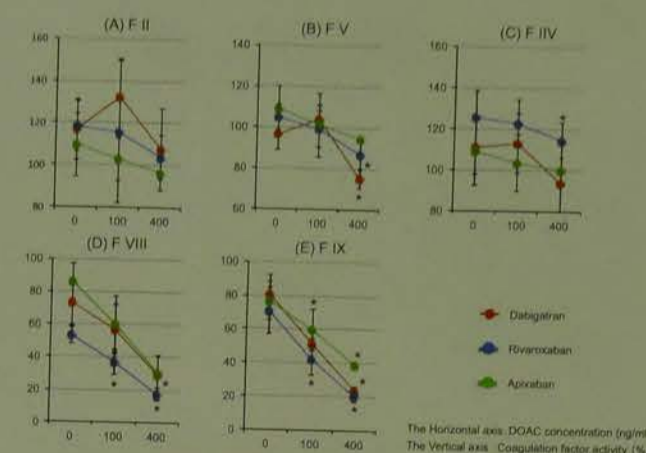 (A) F II
160
140
120
100
80
0 100 400
(B) F V
140
120
100
80
60
0 100 400
*
*
(C) F IIV
160
140
120
100
80
0 100 400
(D) F VIII
100
80
60
40
20
0
0 100 400
*
*
*
(E) F IX
100
80
60
40
20
0
0 100 400
*
*
*
*
*
Dabigatran
Rivaroxaban
Apixaban
The Horizontal axis: DOAC concentration (ng/ml
The Vertical axis : Coagulation factor activity (%